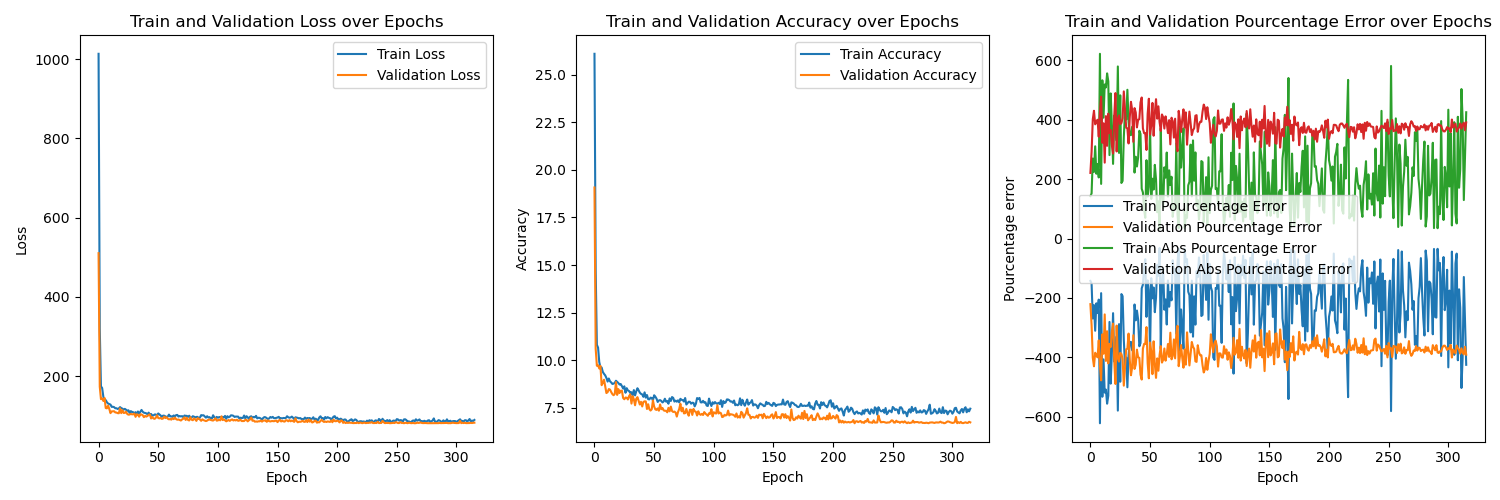 Train and Validation Loss over Epochs
Loss
1000
800
600
400
200
0
50
100
150
200
250
300
Epoch
Train Loss
Validation Loss
Train and Validation Accuracy over Epochs
Accuracy
25.0
22.5
20.0
17.5
15.0
12.5
10.0
7.5
0
50
100
150
200
250
300
Epoch
Train Accuracy
Validation Accuracy
Train and Validation Pourcentage Error over Epochs
Pourcentage error
600
400
200
0
−200
−400
−600
0
50
100
150
200
250
300
Epoch
Train Pourcentage Error
Validation Pourcentage Error
Train Abs Pourcentage Error
Validation Abs Pourcentage Error